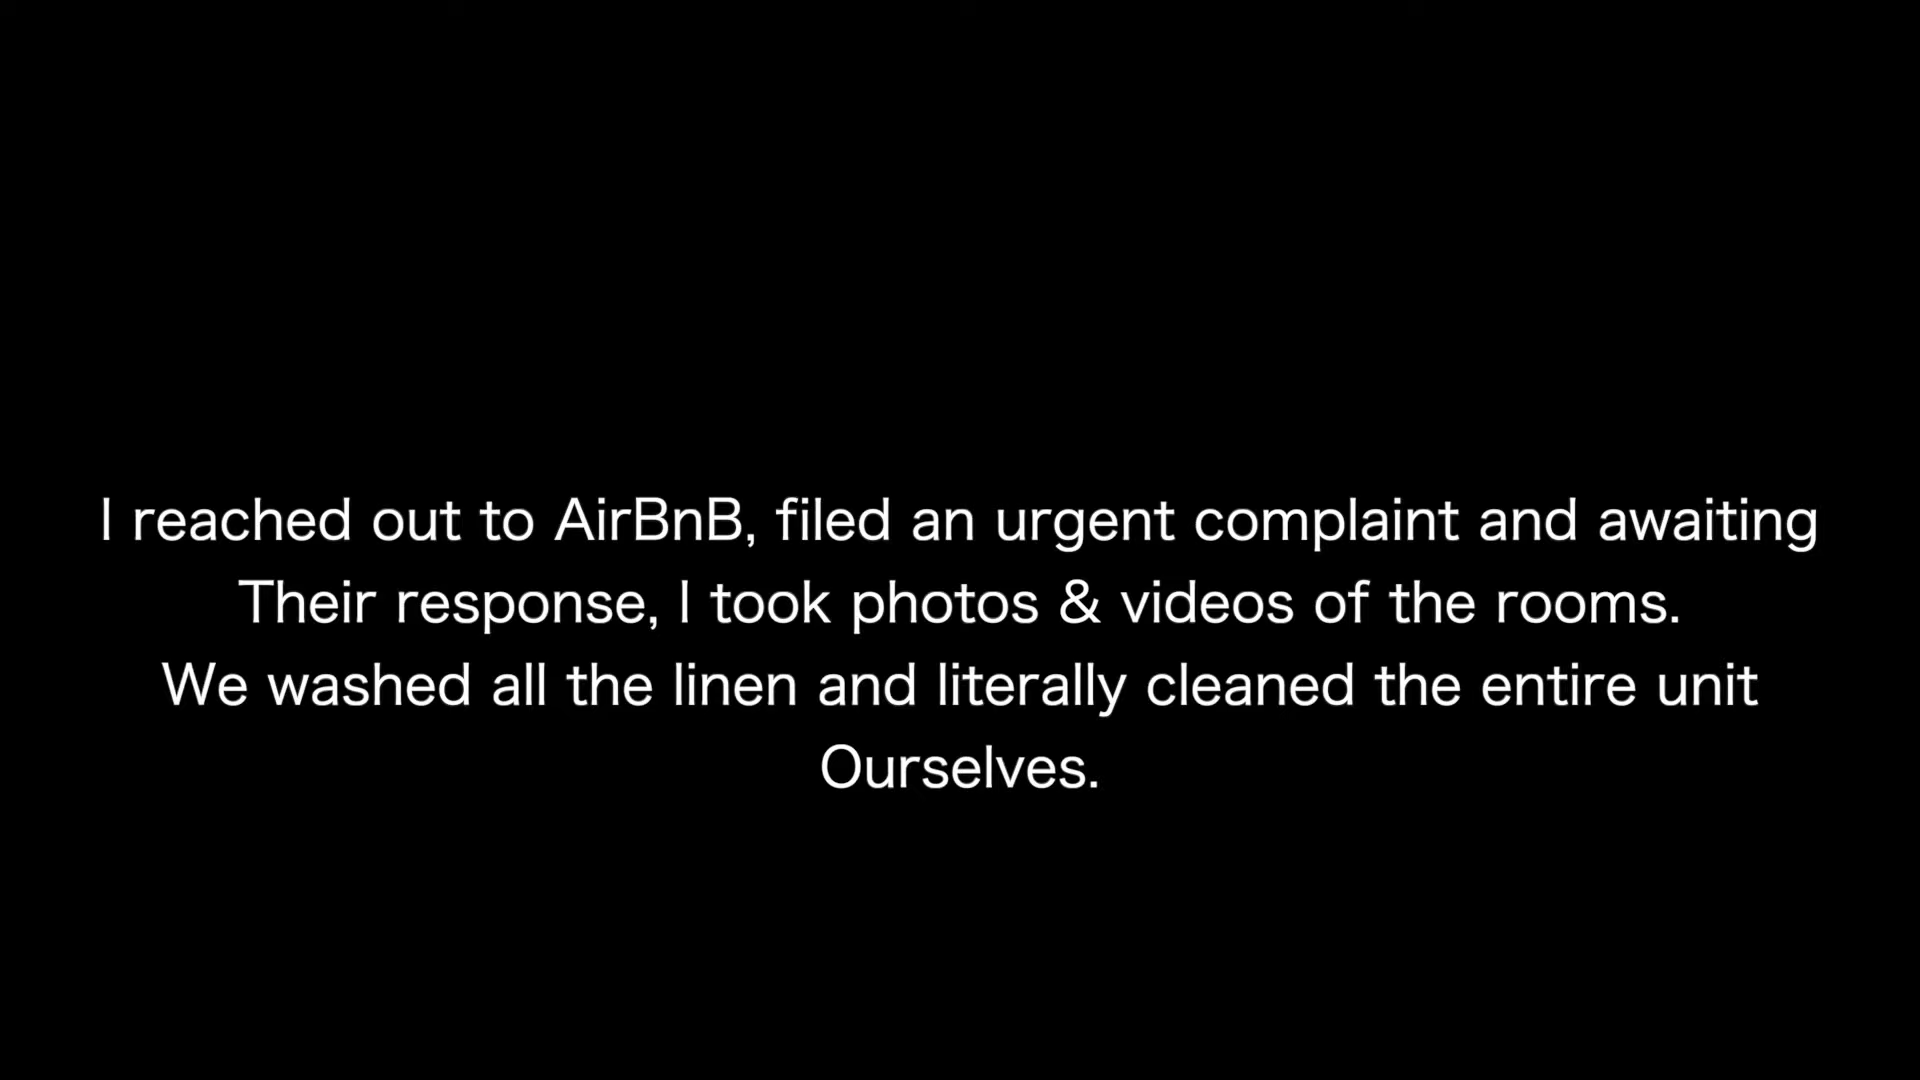 I reached out to AirBnB, filed an urgent complaint and awaiting
Their response, I took photos & videos of the rooms.
We washed all the linen and literally cleaned the entire unit
Ourselves.